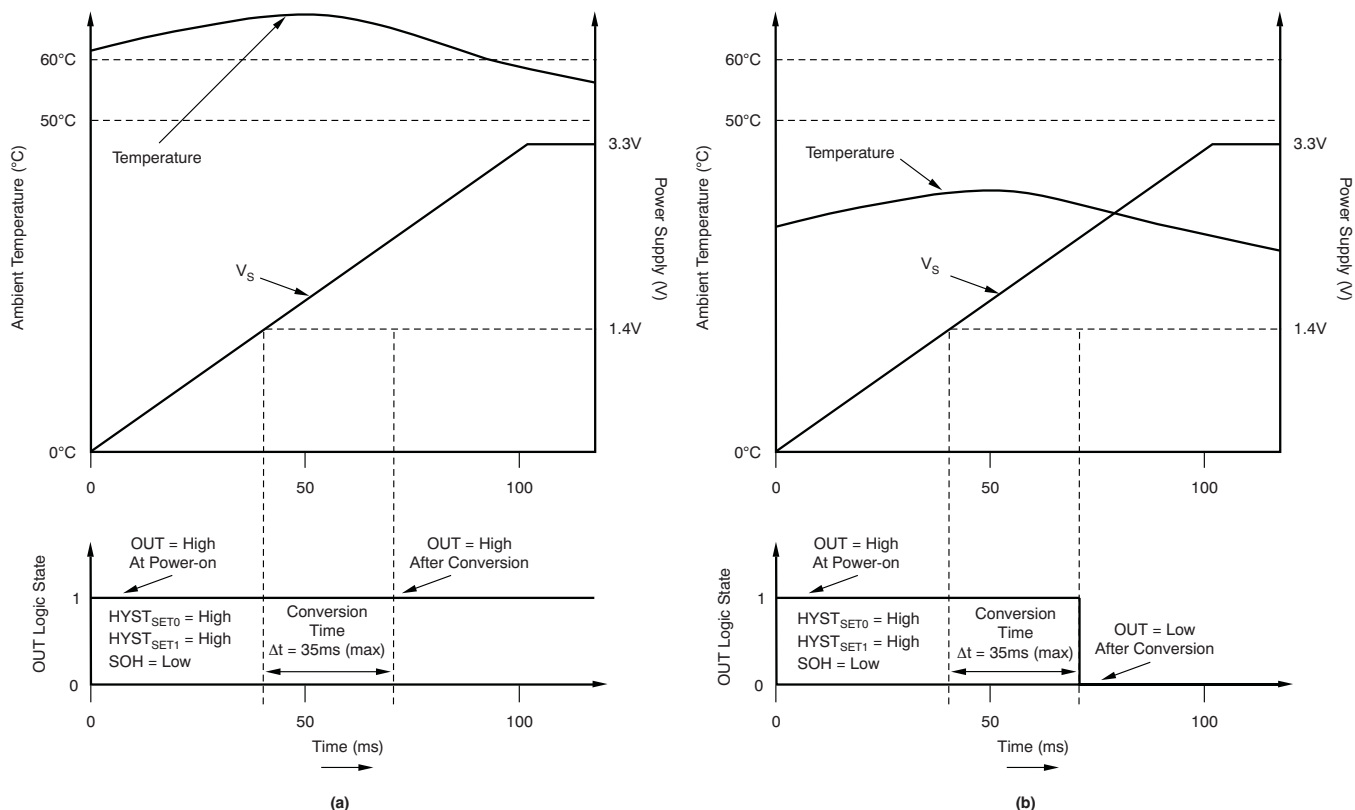 60°C
50°C
Temperature
3.3V
Ambient Temperature (°C)
Power Supply (V)
V_S
1.4V
0°C
0
50
100
OUT = High
At Power-on
OUT = High
After Conversion
OUT Logic State
1
HYST_SET0 = High
HYST_SET1 = High
SOH = Low
Conversion
Time
Δt = 35ms (max)
0
0
50
100
Time (ms)
(a)
60°C
50°C
Temperature
3.3V
Ambient Temperature (°C)
Power Supply (V)
V_S
1.4V
0°C
0
50
100
OUT = High
At Power-on
OUT Logic State
1
HYST_SET0 = High
HYST_SET1 = High
SOH = Low
Conversion
Time
Δt = 35ms (max)
OUT = Low
After Conversion
0
0
50
100
Time (ms)
(b)